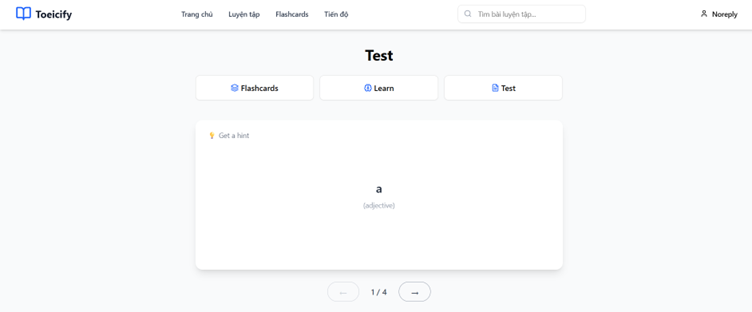 Toeicify Trang chủ Luyện tập Flashcards Tiến độ Tìm bài luyện tập... Noreply
Test
Flashcards Learn Test
Get a hint
a
(adjective)
← 1 / 4 →